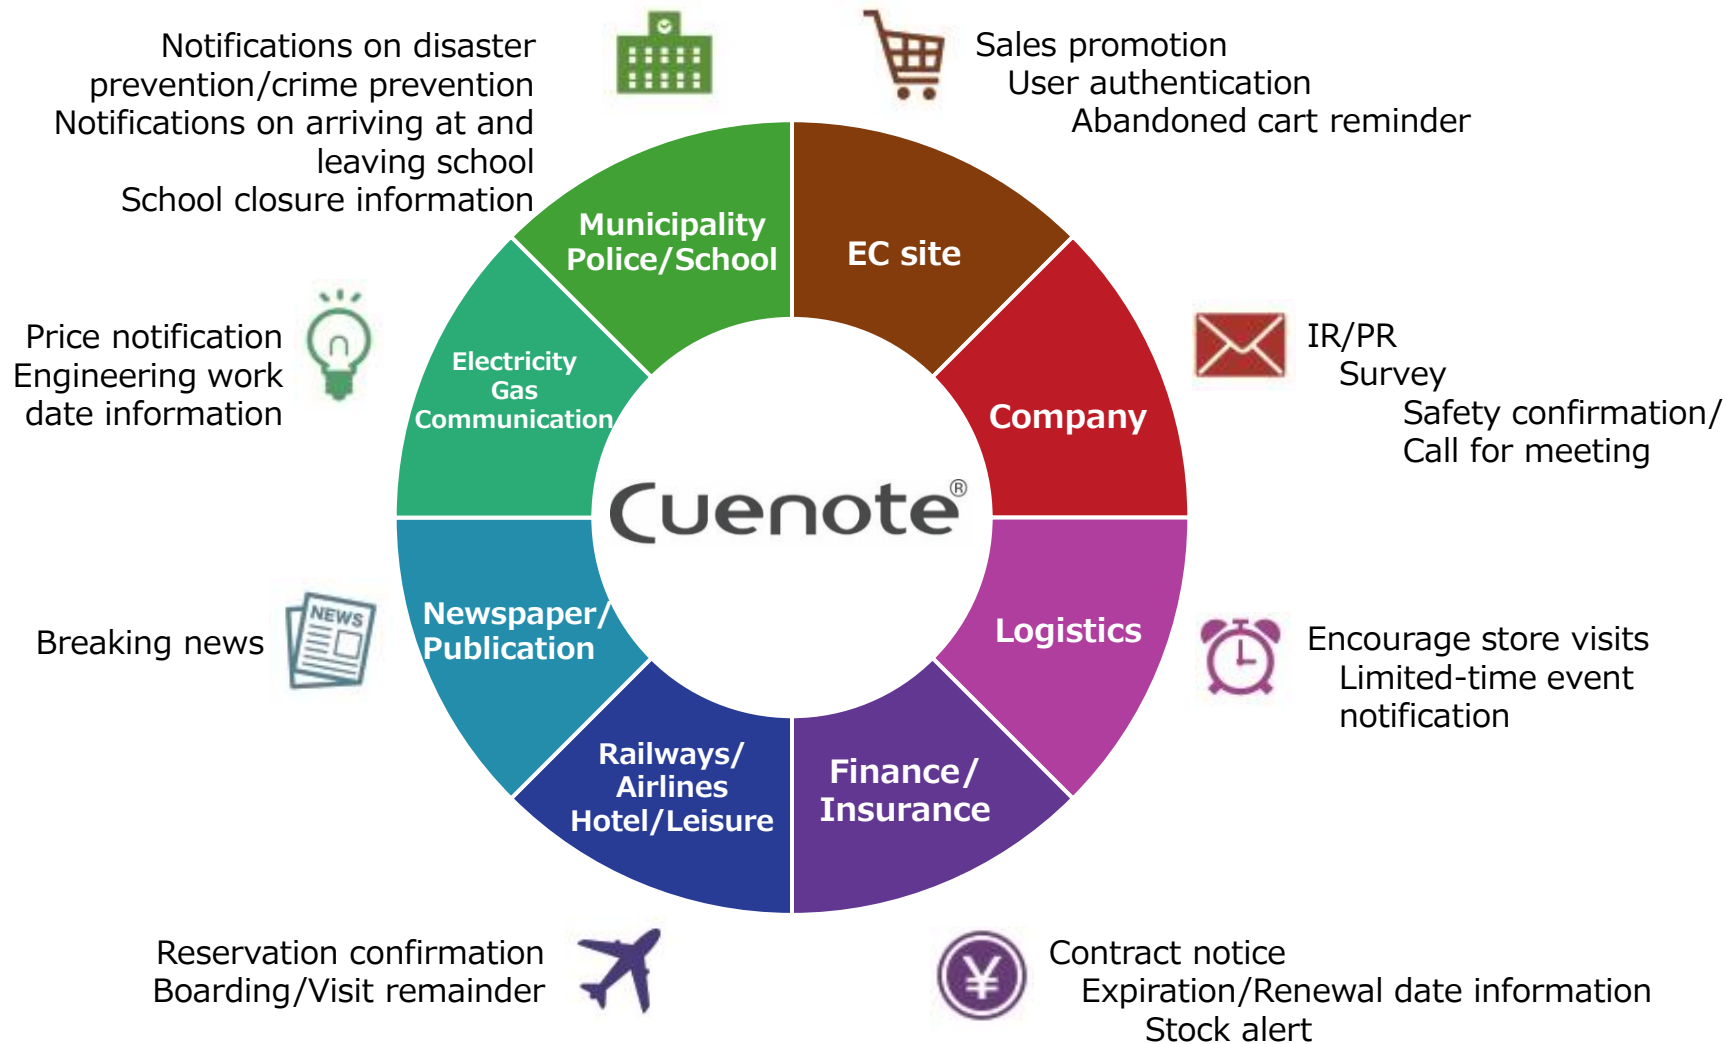 Notifications on disaster
prevention/crime prevention
Notifications on arriving at and
leaving school
School closure information
Sales promotion
User authentication
Abandoned cart reminder
Municipality
Police/School
EC site
Price notification
Engineering work
date information
Electricity
Gas
Communication
Company
IR/PR
Survey
Safety confirmation/
Call for meeting
Cuenote®
Breaking news
NEWS
Newspaper/
Publication
Logistics
Encourage store visits
Limited-time event
notification
Railways/
Airlines
Hotel/Leisure
Finance/
Insurance
Reservation confirmation
Boarding/Visit remainder
¥
Contract notice
Expiration/Renewal date information
Stock alert